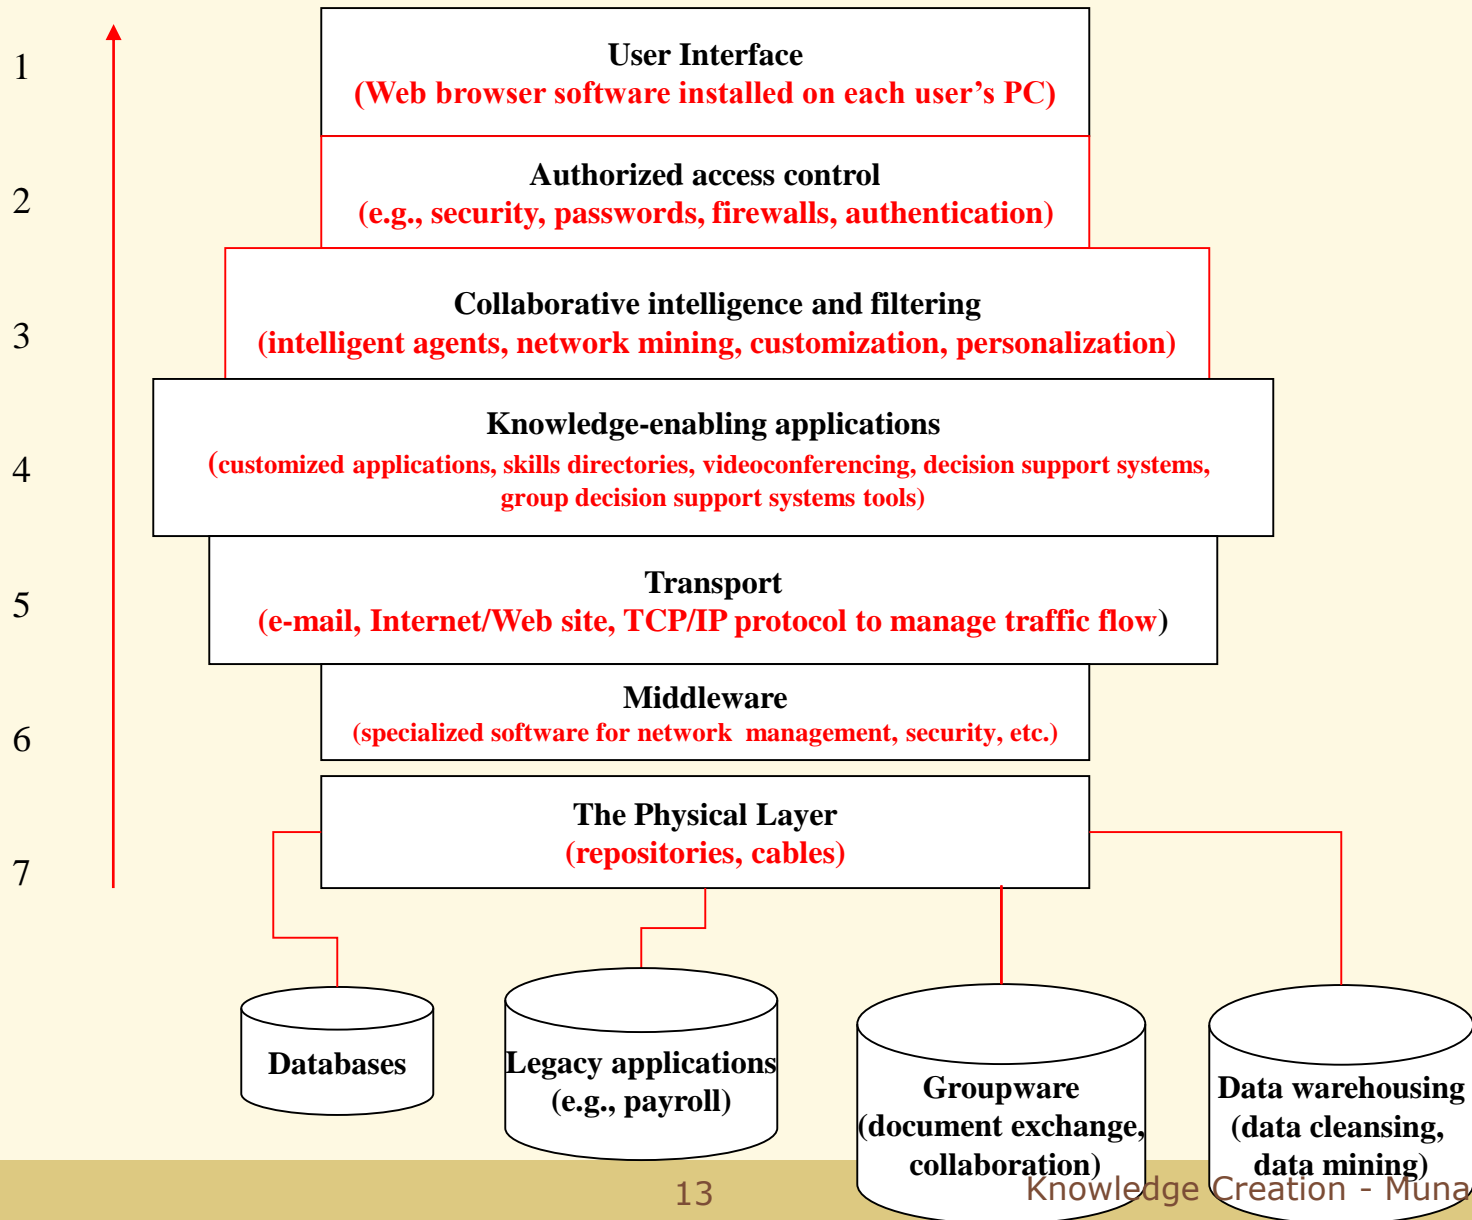 1
User Interface
(Web browser software installed on each user’s PC)
2
Authorized access control
(e.g., security, passwords, firewalls, authentication)
3
Collaborative intelligence and filtering
(intelligent agents, network mining, customization, personalization)
4
Knowledge-enabling applications
(customized applications, skills directories, videoconferencing, decision support systems,
group decision support systems tools)
5
Transport
(e-mail, Internet/Web site, TCP/IP protocol to manage traffic flow)
6
Middleware
(specialized software for network management, security, etc.)
7
The Physical Layer
(repositories, cables)
Databases
Legacy applications
(e.g., payroll)
Groupware
(document exchange,
collaboration)
Data warehousing
(data cleansing,
data mining)
13
Knowledge Creation - Muna